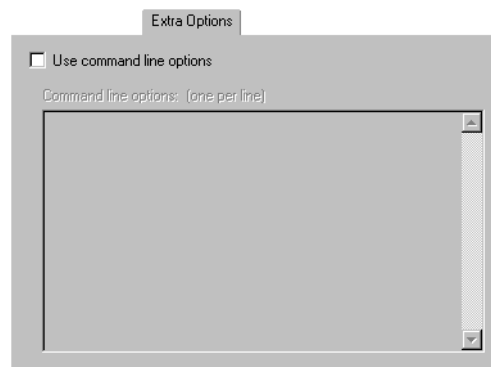 Extra Options
Use command line options
Command line options: (one per line)